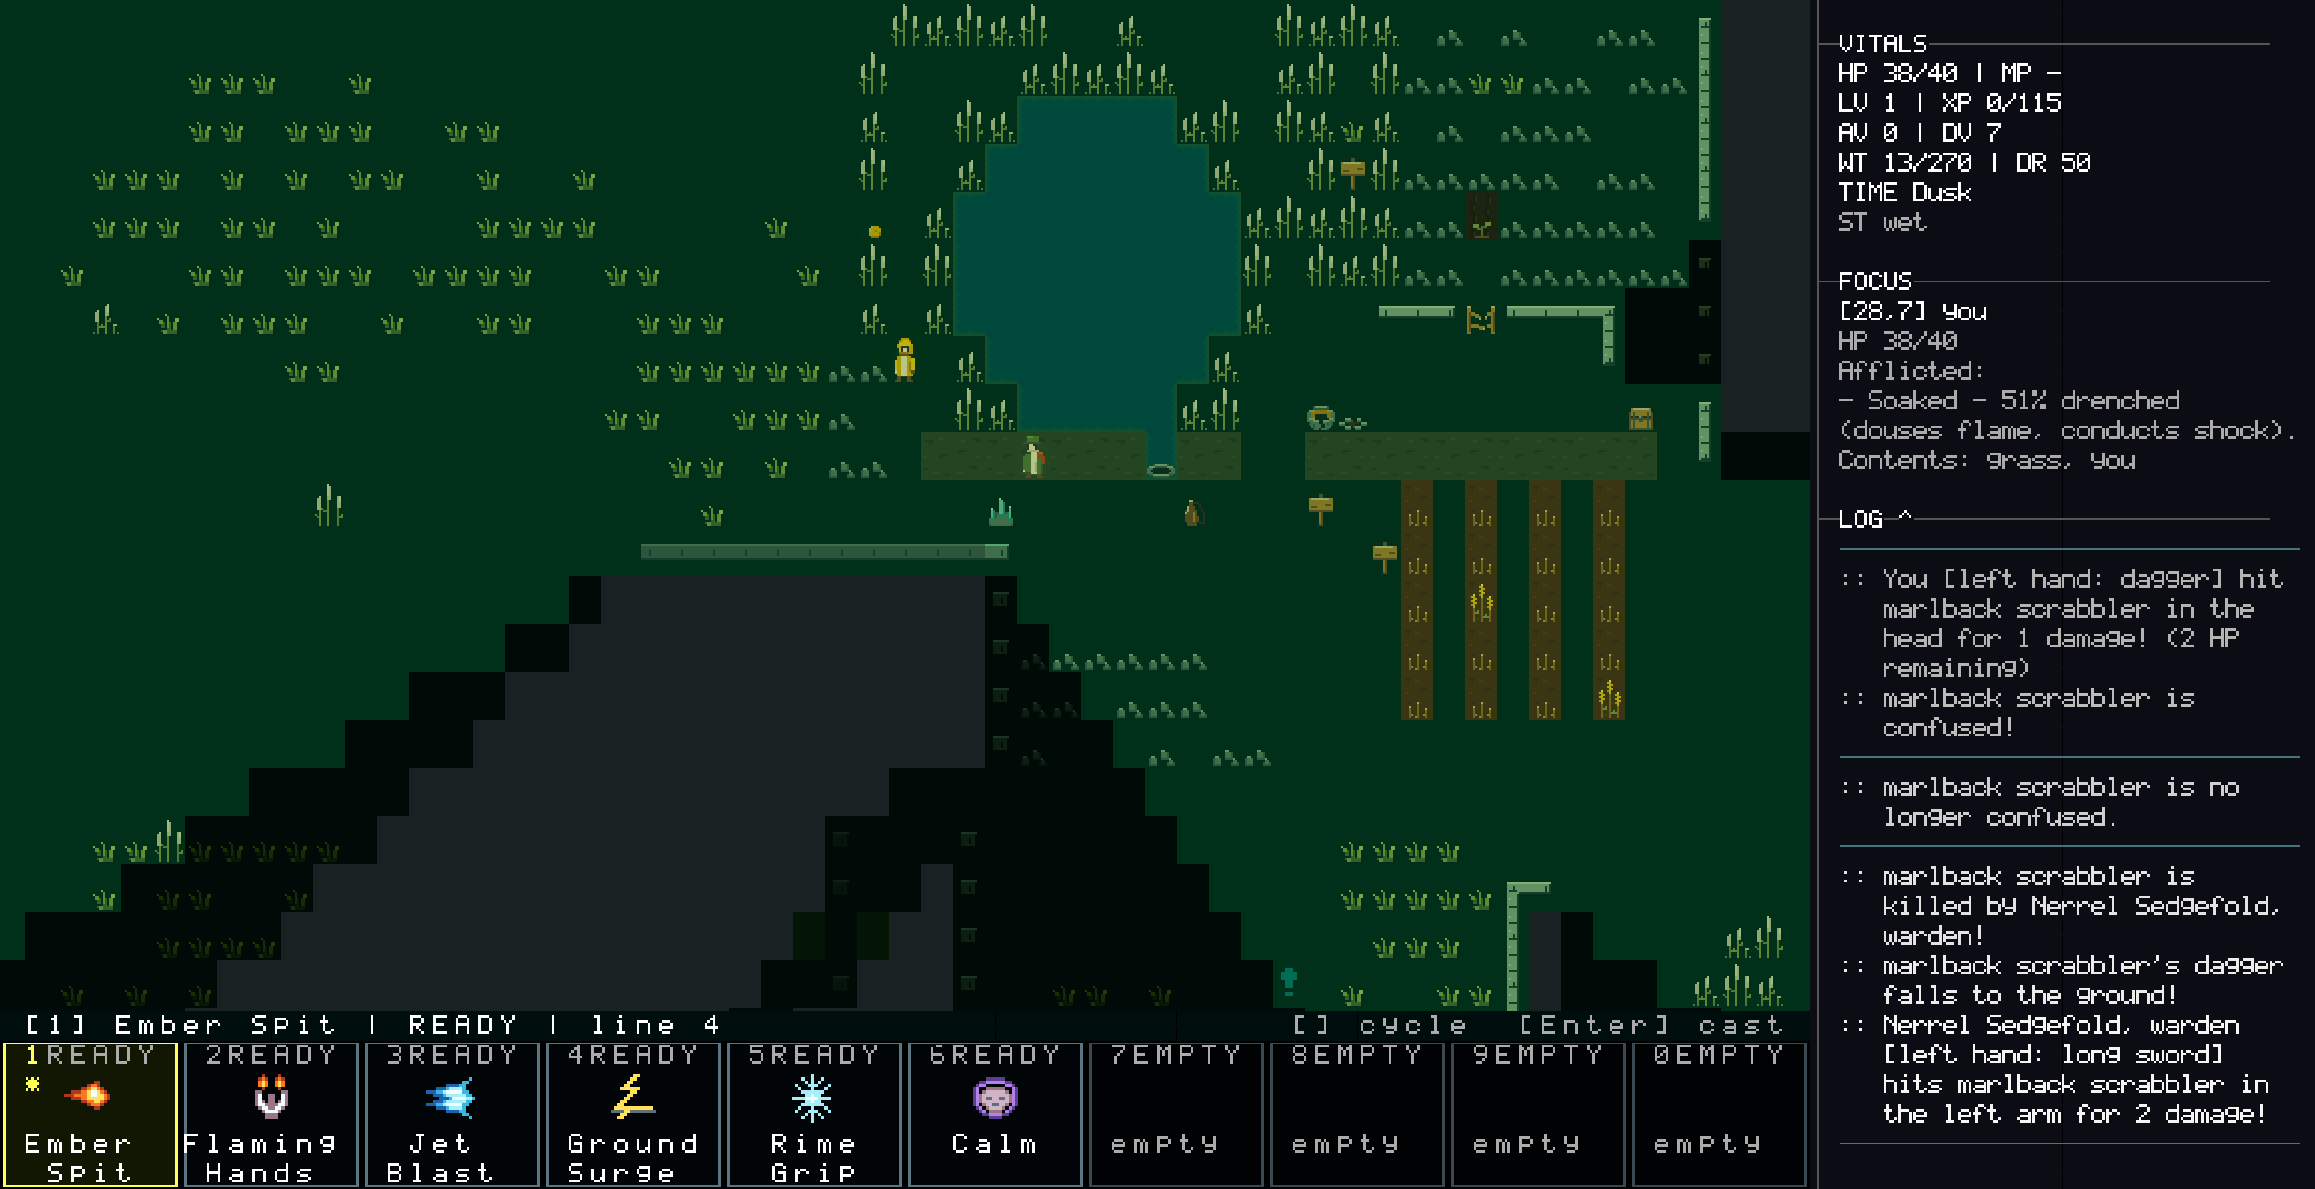 VITALS
HP 38/40 | MP -
LV 1 | XP 0/115
AV 0 | DV 7
WT 13/270 | DR 50
TIME Dusk
ST wet
FOCUS
[28,7] You
HP 38/40
Afflicted:
- Soaked - 51% drenched
(douses flame, conducts shock).
Contents: grass, you
LOG ^
:: You [left hand: dagger] hit
marlback scrabbler in the
head for 1 damage! (2 HP
remaining)
:: marlback scrabbler is
confused!
:: marlback scrabbler is no
longer confused.
:: marlback scrabbler is
killed by Nerrel Sedgefold,
warden!
:: marlback scrabbler's dagger
falls to the ground!
:: Nerrel Sedgefold, warden
[left hand: long sword]
hits marlback scrabbler in
the left arm for 2 damage!
[1] Ember Spit | READY | line 4
[] cycle [Enter] cast
1READY 2READY 3READY 4READY 5READY 6READY 7EMPTY 8EMPTY 9EMPTY 0EMPTY
Ember Flaming Jet Ground Rime Calm empty empty empty empty
Spit Hands Blast Surge Grip